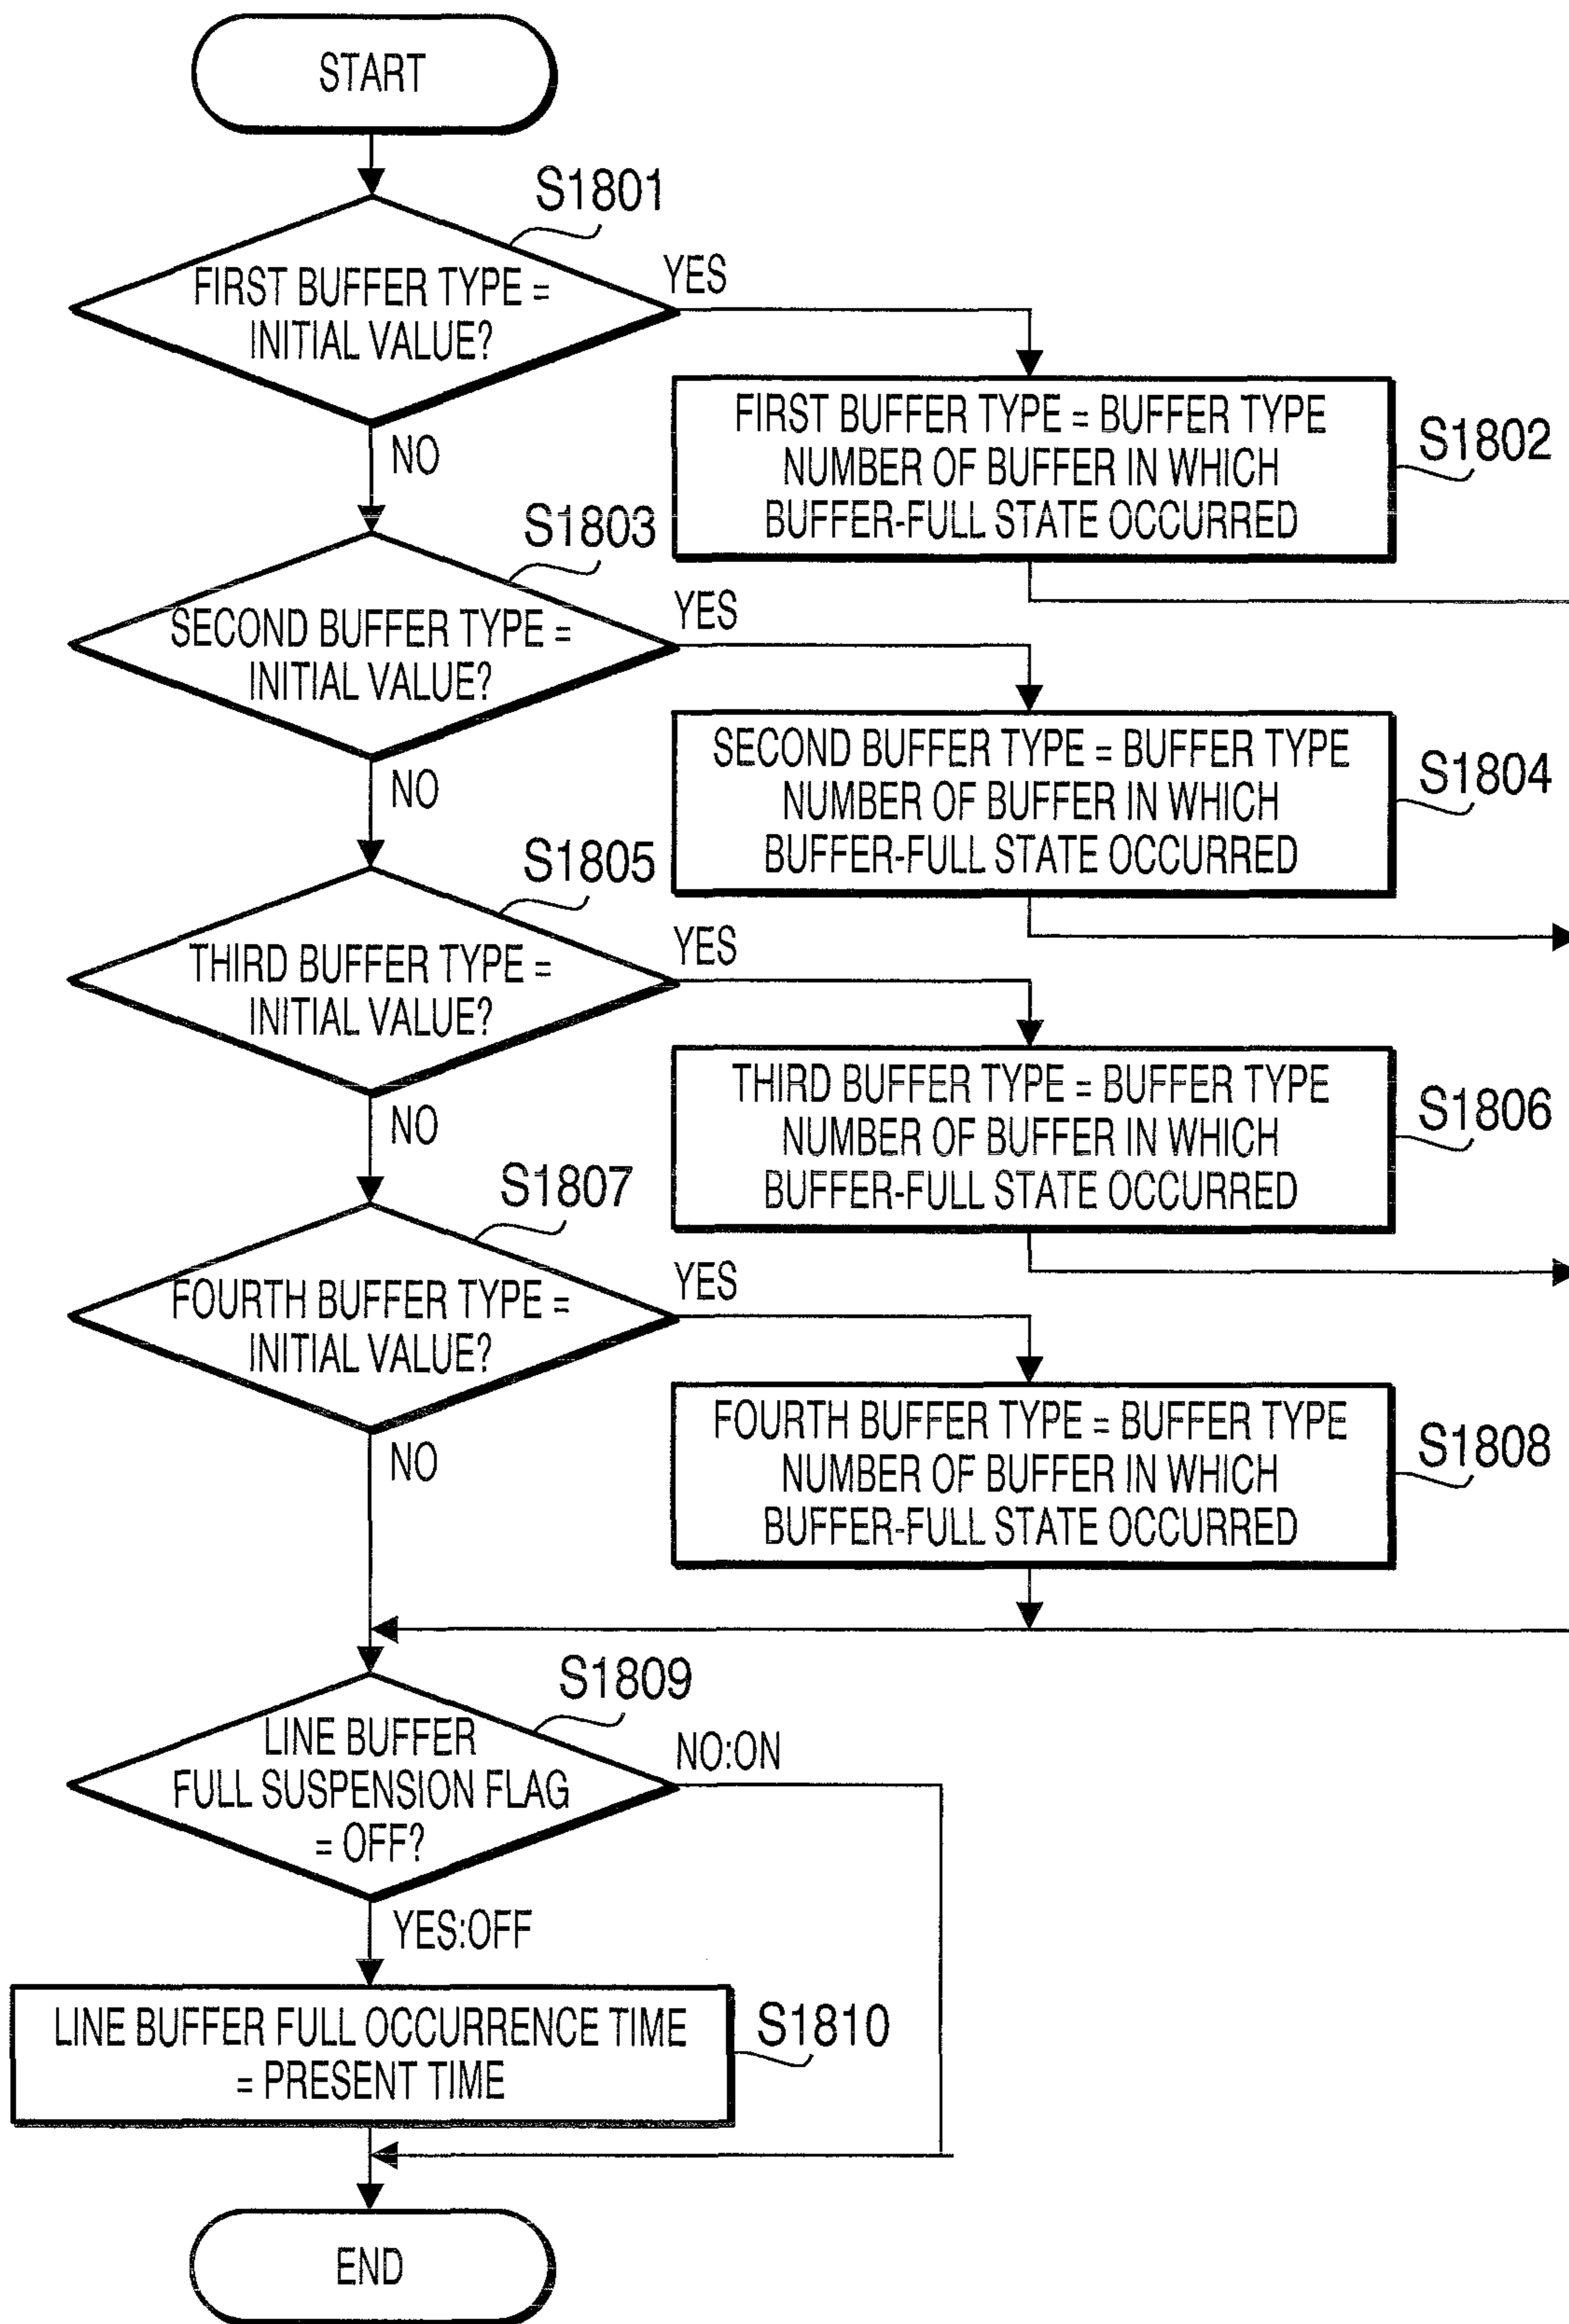 START
S1801
FIRST BUFFER TYPE =
INITIAL VALUE?
YES
NO
FIRST BUFFER TYPE = BUFFER TYPE
NUMBER OF BUFFER IN WHICH
BUFFER-FULL STATE OCCURRED
S1802
S1803
SECOND BUFFER TYPE =
INITIAL VALUE?
YES
NO
SECOND BUFFER TYPE = BUFFER TYPE
NUMBER OF BUFFER IN WHICH
BUFFER-FULL STATE OCCURRED
S1804
S1805
THIRD BUFFER TYPE =
INITIAL VALUE?
YES
NO
THIRD BUFFER TYPE = BUFFER TYPE
NUMBER OF BUFFER IN WHICH
BUFFER-FULL STATE OCCURRED
S1806
S1807
FOURTH BUFFER TYPE =
INITIAL VALUE?
YES
NO
FOURTH BUFFER TYPE = BUFFER TYPE
NUMBER OF BUFFER IN WHICH
BUFFER-FULL STATE OCCURRED
S1808
S1809
LINE BUFFER
FULL SUSPENSION FLAG
= OFF?
NO:ON
YES:OFF
LINE BUFFER FULL OCCURRENCE TIME
= PRESENT TIME
S1810
END